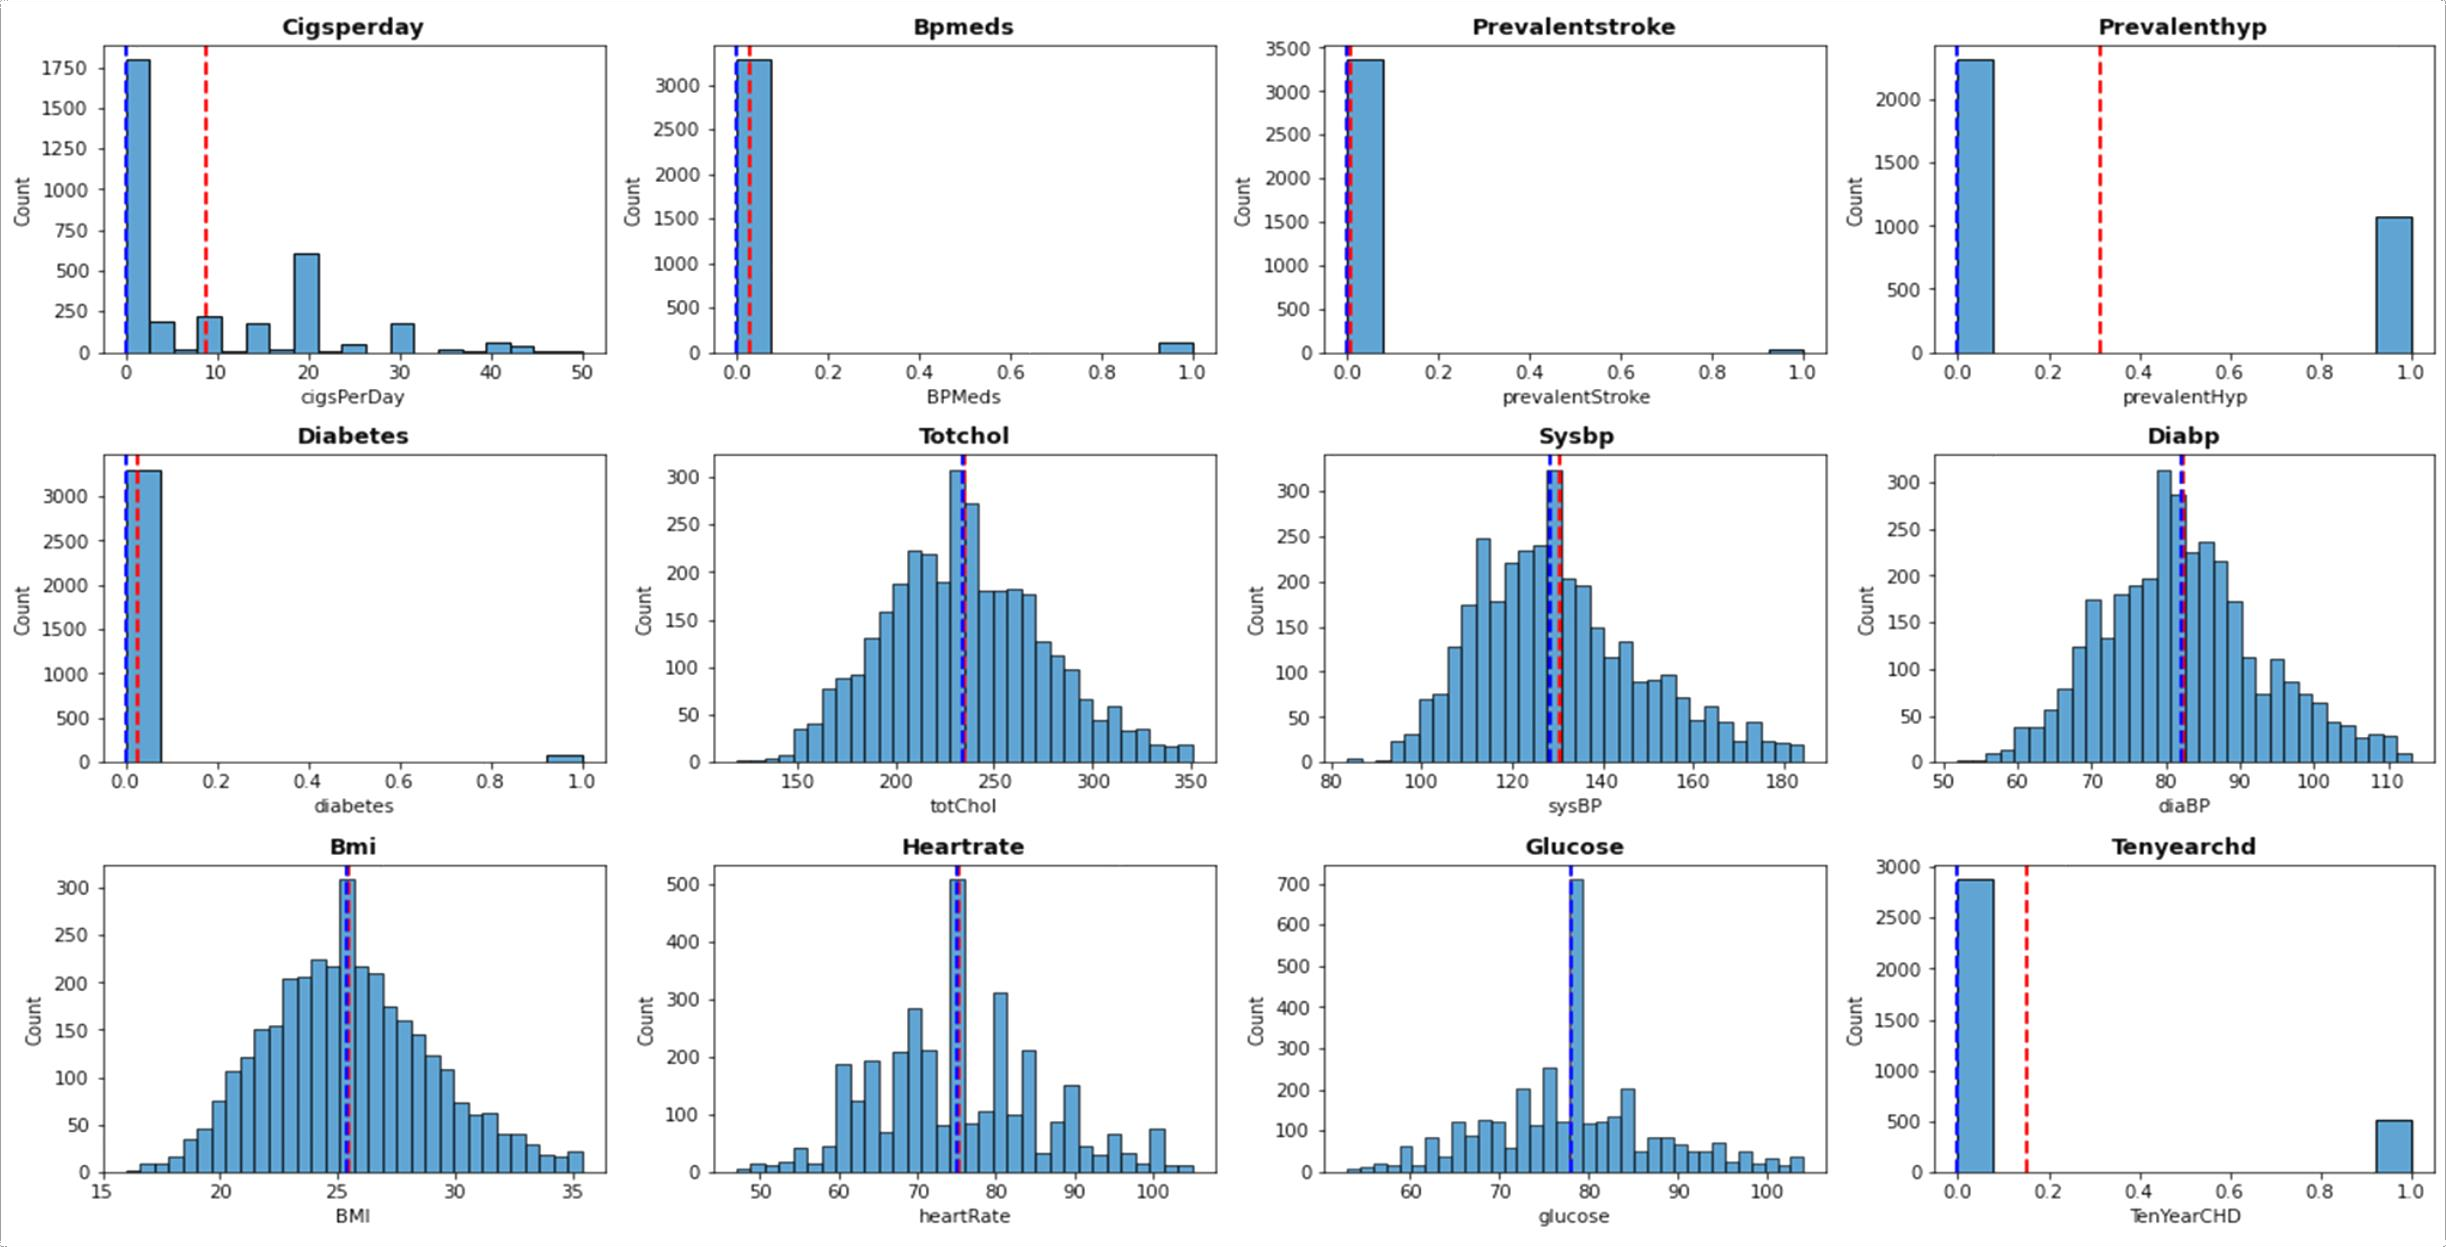 Cigsperday
1750
1500
1250
1000
750
500
250
0
Count
0 10 20 30 40 50
cigsPerDay
Bpmeds
3000
2500
2000
1500
1000
500
0
Count
0.0 0.2 0.4 0.6 0.8 1.0
BPMeds
Prevalentstroke
3500
3000
2500
2000
1500
1000
500
0
Count
0.0 0.2 0.4 0.6 0.8 1.0
prevalentStroke
Prevalenthyp
2000
1500
1000
500
0
Count
0.0 0.2 0.4 0.6 0.8 1.0
prevalentHyp
Diabetes
3000
2500
2000
1500
1000
500
0
Count
0.0 0.2 0.4 0.6 0.8 1.0
diabetes
Totchol
300
250
200
150
100
50
0
Count
150 200 250 300 350
totChol
Sysbp
300
250
200
150
100
50
0
Count
80 100 120 140 160 180
sysBP
Diabp
300
250
200
150
100
50
0
Count
50 60 70 80 90 100 110
diaBP
Bmi
300
250
200
150
100
50
0
Count
15 20 25 30 35
BMI
Heartrate
500
400
300
200
100
0
Count
50 60 70 80 90 100
heartRate
Glucose
700
600
500
400
300
200
100
0
Count
60 70 80 90 100
glucose
Tenyearchd
3000
2500
2000
1500
1000
500
0
Count
0.0 0.2 0.4 0.6 0.8 1.0
TenYearCHD